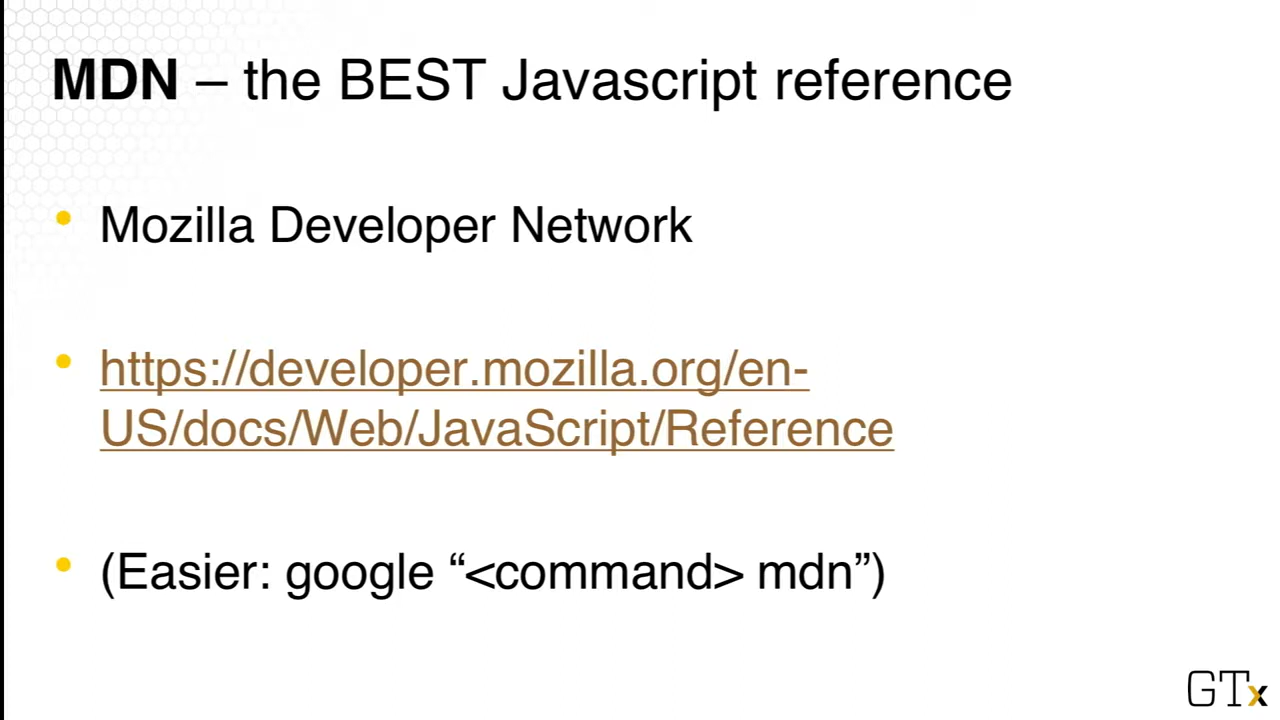 MDN – the BEST Javascript reference
• Mozilla Developer Network
• https://developer.mozilla.org/en-
US/docs/Web/JavaScript/Reference
• (Easier: google “<command> mdn”)
GTx